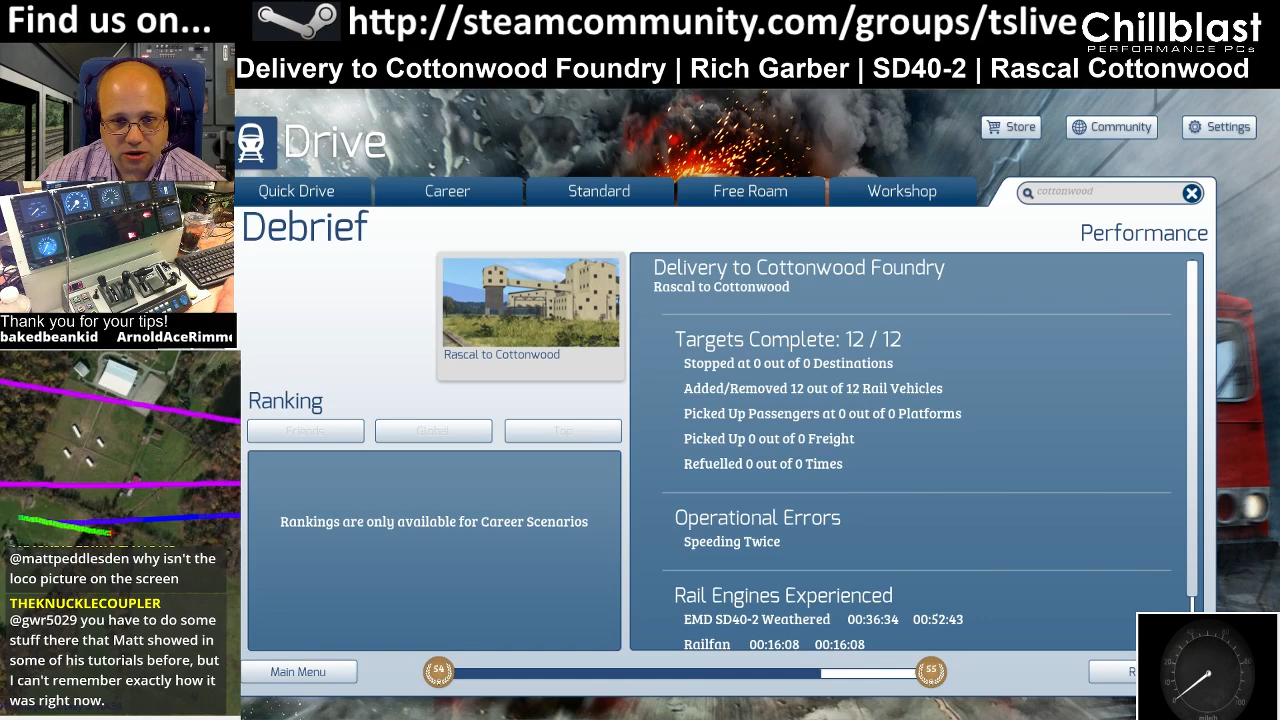 Find us on...
http://steamcommunity.com/groups/tslive
Chillblast
PERFORMANCE PCs
Delivery to Cottonwood Foundry | Rich Garber | SD40-2 | Rascal Cottonwood
Drive
Store
Community
Settings
Quick Drive
Career
Standard
Free Roam
Workshop
cottonwood
Debrief
Performance
Rascal to Cottonwood
Delivery to Cottonwood Foundry
Rascal to Cottonwood
Targets Complete: 12 / 12
Stopped at 0 out of 0 Destinations
Added/Removed 12 out of 12 Rail Vehicles
Picked Up Passengers at 0 out of 0 Platforms
Picked Up 0 out of 0 Freight
Refuelled 0 out of 0 Times
Operational Errors
Speeding Twice
Rail Engines Experienced
EMD SD40-2 Weathered 00:36:34 00:52:43
Railfan 00:16:08 00:16:08
Ranking
Friends
Global
Top
Rankings are only available for Career Scenarios
Main Menu
54
55
R
Thank you for your tips!
bakedbeankid ArnoldAceRimme
@mattpeddlesden why isn't the
loco picture on the screen
THEKNUCKLECOUPLER
@gwr5029 you have to do some
stuff there that Matt showed in
some of his tutorials before, but
I can't remember exactly how it
was right now.